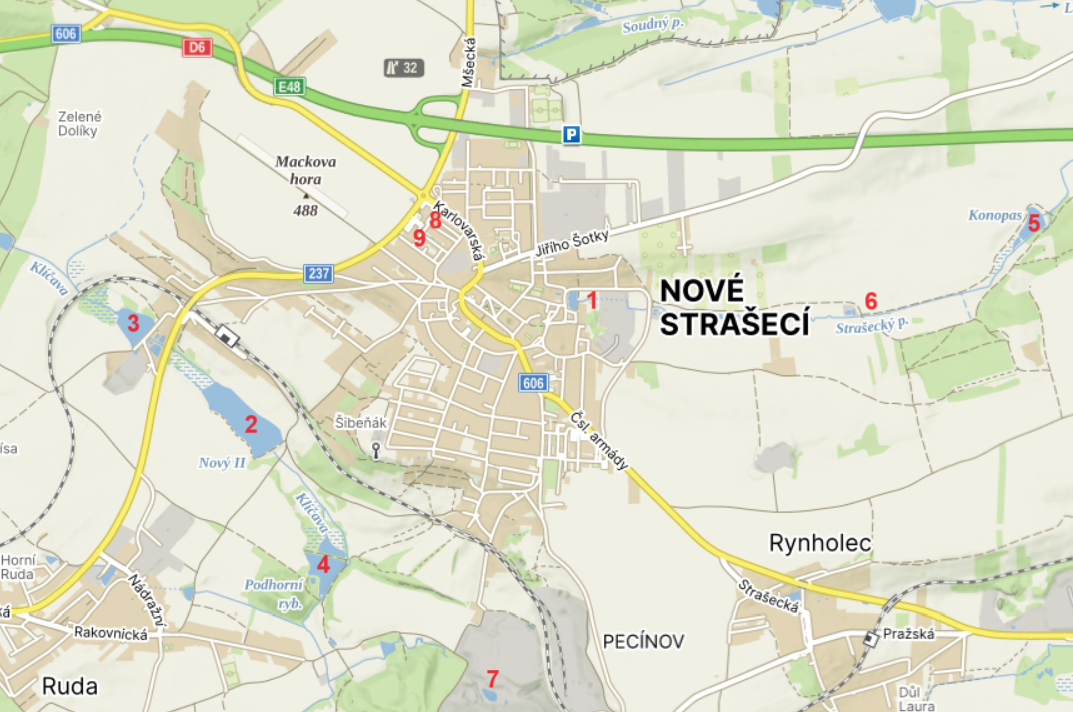 606
D6
Mšecká
Soudný p.
32
E48
P
Zelené
Dolíky
Mackova
hora
488
Karlovarská
8
9
Jiřího Šotky
Konopas
5
Klíčava
237
1
NOVÉ
STRAŠECÍ
6
Strašecký p.
3
606
2
Šibeňák
Čsl. armády
Nový II
Klíčava
Horní
Ruda
4
Podhorní
ryb.
Rynholec
Nádražní
Strašecká
Rakovnická
Pražská
PECÍNOV
7
Ruda
Důl
Laura